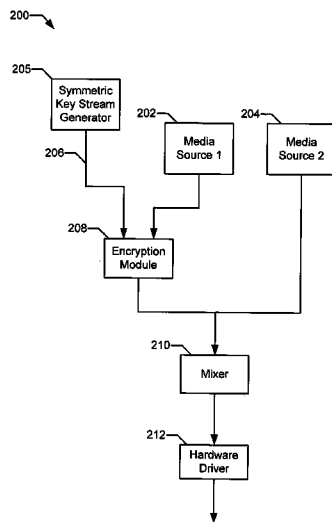 200
205
Symmetric
Key Stream
Generator
202
Media
Source 1
204
Media
Source 2
206
208
Encryption
Module
210
Mixer
212
Hardware
Driver